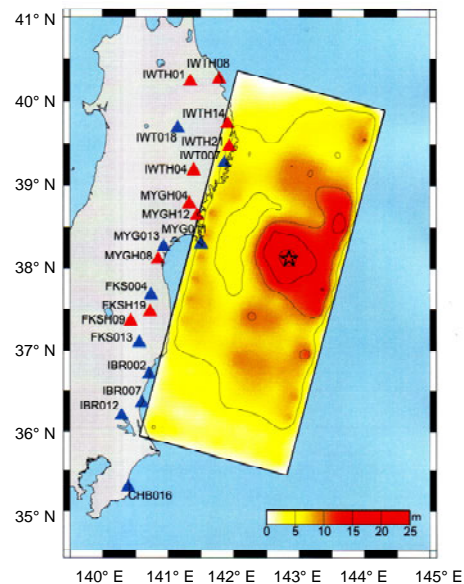 41° N
IWTH08
IWTH01
40° N
IWTH14
IWT018
IWTH21
IWT007
IWTH04
39° N
MYGH04
MYGH12
MYG013
38° N
MYGH08
FKS004
FKSH19
FKSH09
37° N
FKS013
IBR002
IBR007
IBR012
36° N
CHB016
m
0 5 10 15 20 25
35° N
140° E 141° E 142° E 143° E 144° E 145° E